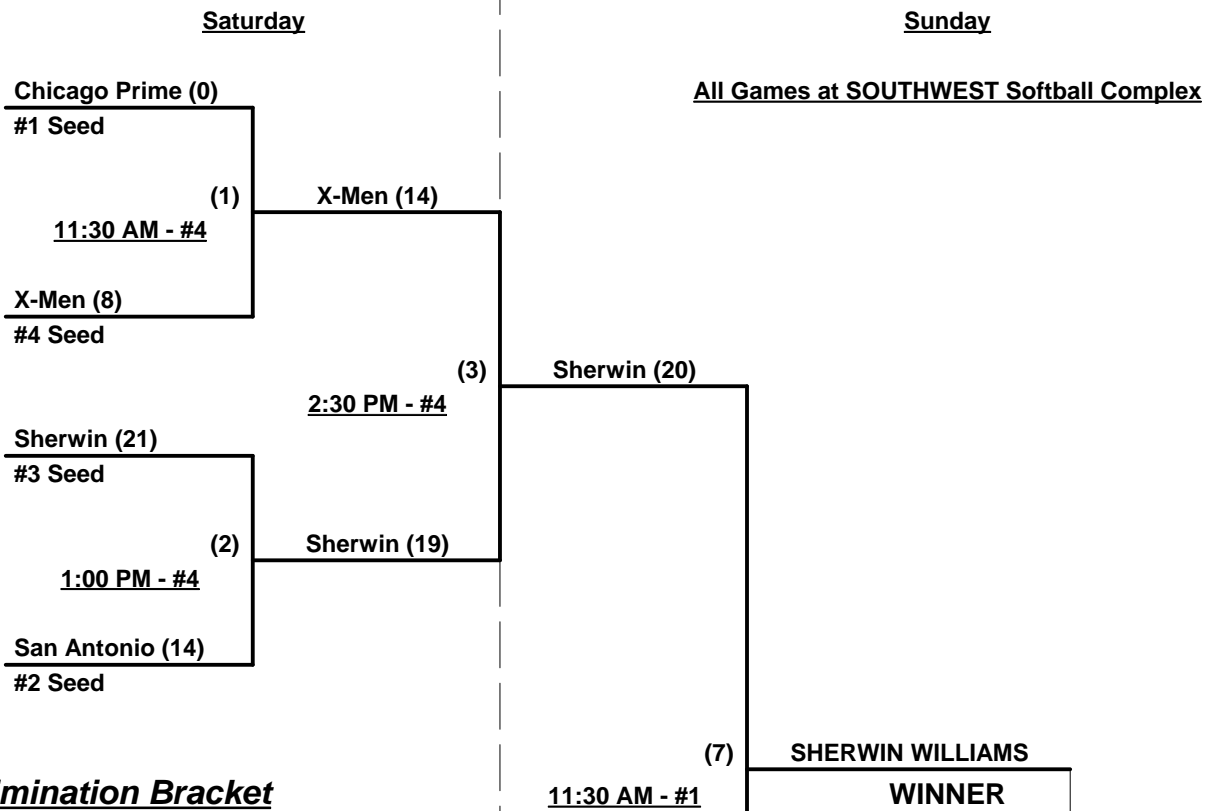 Saturday
Sunday
Chicago Prime (0)
All Games at SOUTHWEST Softball Complex
#1 Seed
(1)
X-Men (14)
11:30 AM - #4
X-Men (8)
#4 Seed
(3)
Sherwin (20)
2:30 PM - #4
Sherwin (21)
#3 Seed
(2)
Sherwin (19)
1:00 PM - #4
San Antonio (14)
#2 Seed
(7)
SHERWIN WILLIAMS
Bracket
11:30 AM - #1
WINNER